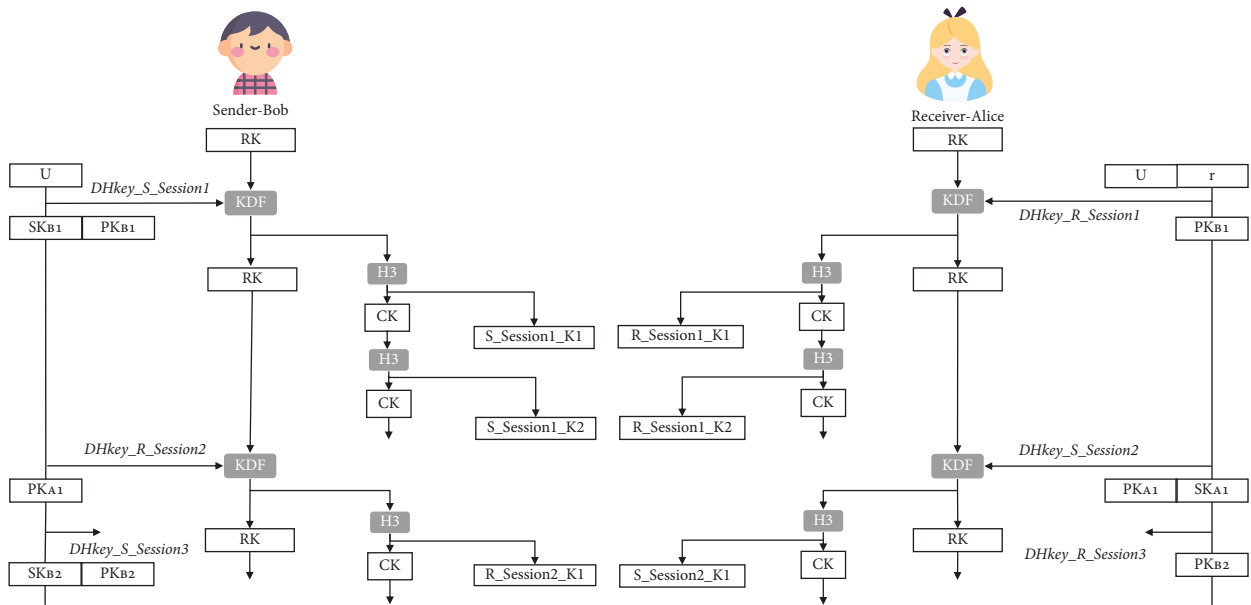 Sender-Bob
Receiver-Alice
RK
RK
U
DHkey_S_Session1
KDF
KDF
DHkey_R_Session1
U
r
SKB1
PKB1
PKB1
RK
H3
H3
RK
CK
S_Session1_K1
R_Session1_K1
CK
H3
H3
CK
S_Session1_K2
R_Session1_K2
CK
DHkey_R_Session2
KDF
KDF
DHkey_S_Session2
PKA1
PKA1
SKA1
RK
H3
H3
RK
DHkey_S_Session3
DHkey_R_Session3
SKB2
PKB2
CK
R_Session2_K1
S_Session2_K1
CK
PKB2